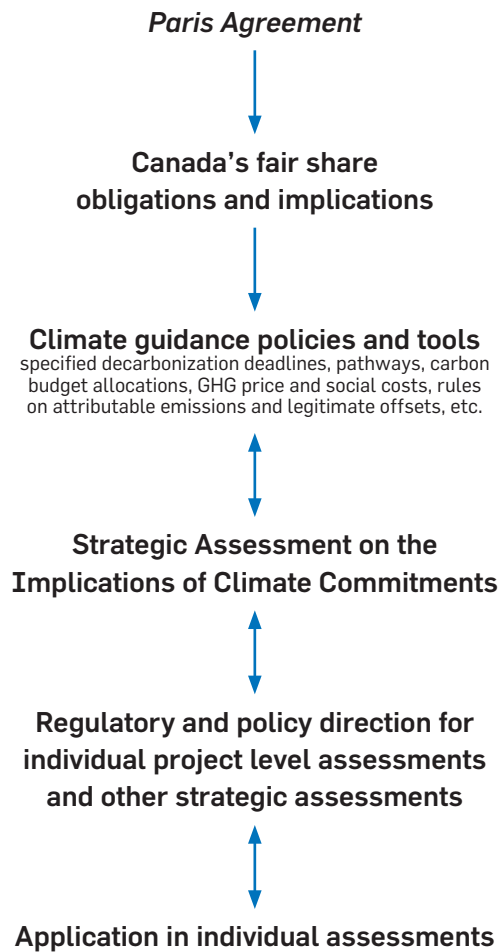 Paris Agreement
Canada’s fair share
obligations and implications
Climate guidance policies and tools
specified decarbonization deadlines, pathways, carbon
budget allocations, GHG price and social costs, rules
on attributable emissions and legitimate offsets, etc.
Strategic Assessment on the
Implications of Climate Commitments
Regulatory and policy direction for
individual project level assessments
and other strategic assessments
Application in individual assessments